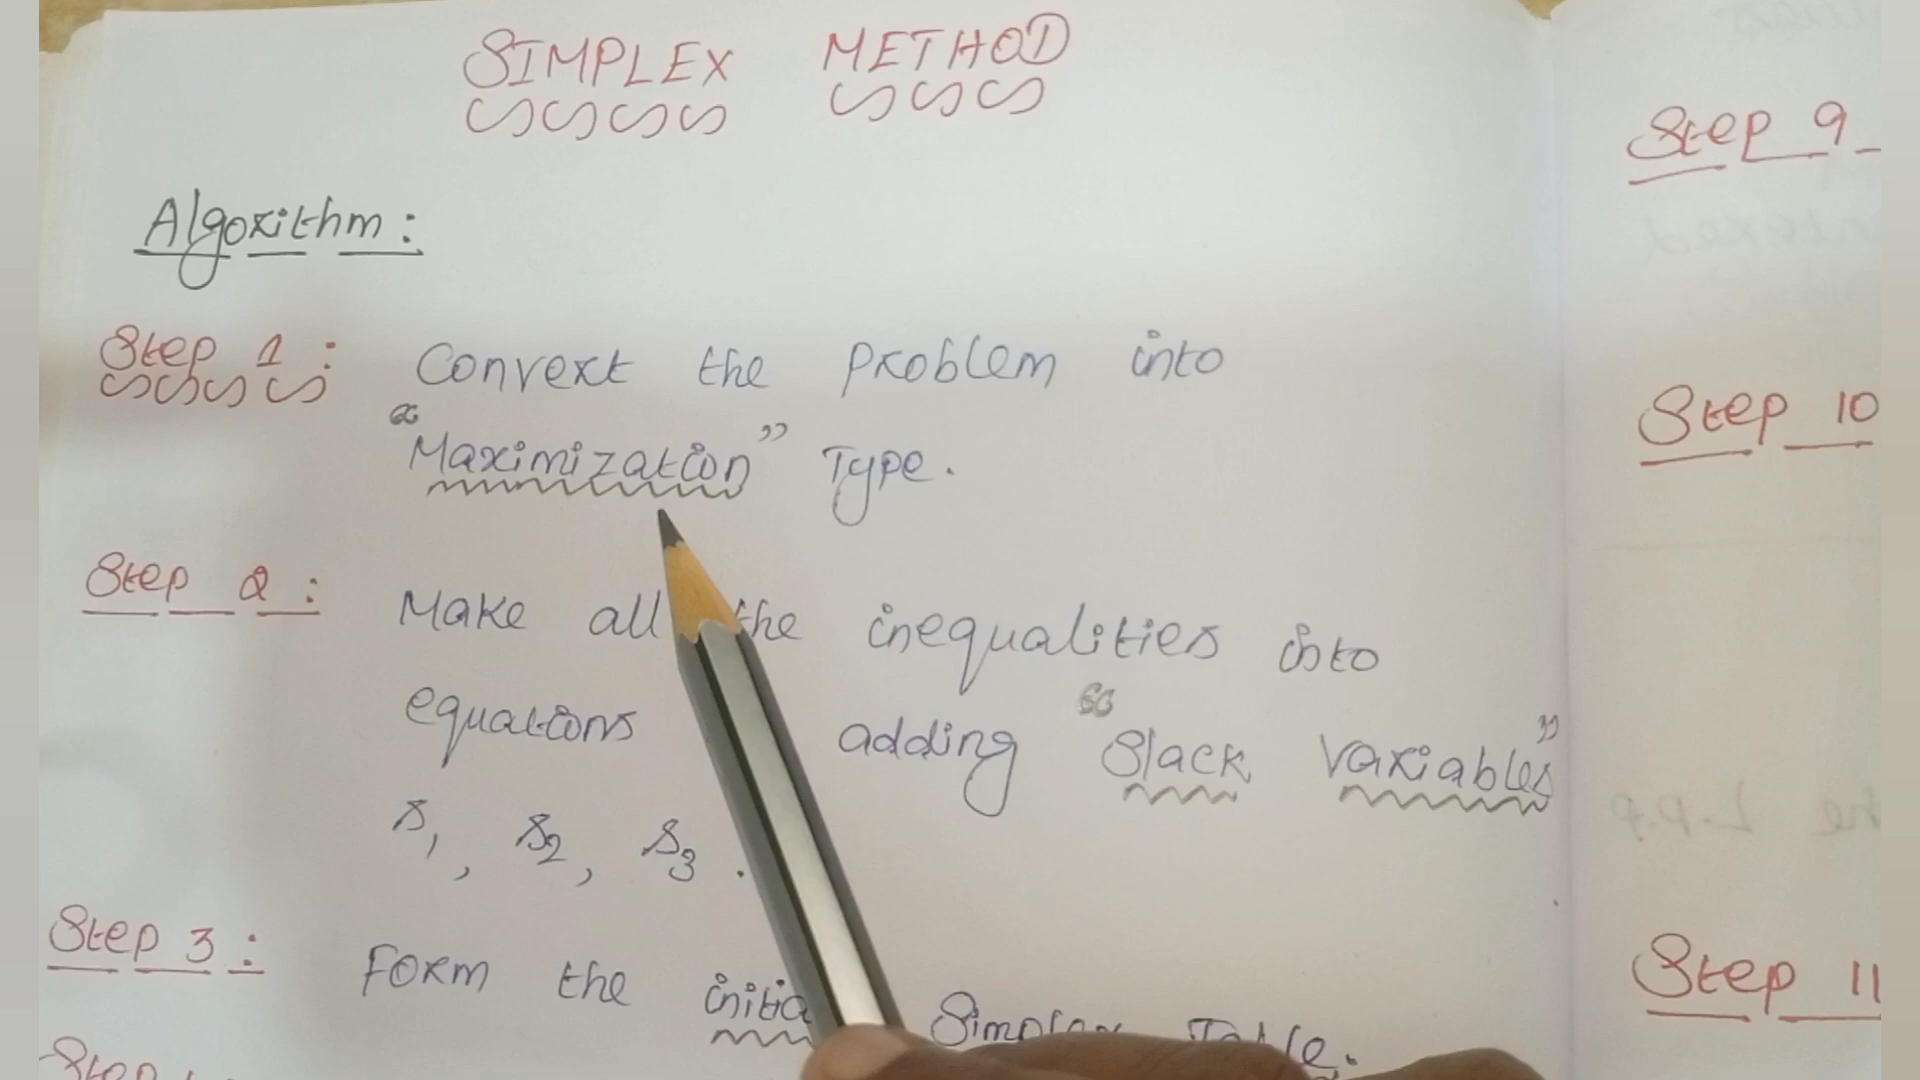 SIMPLEX METHOD
Algorithm:
Step 1: Convert the problem into
"Maximization" Type.
Step 2: Make all the inequalities into
equations adding "Slack Variables"
s1, s2, s3.
Step 3: Form the Simplex Table.
Step
Step 9
Step 10
Step 11